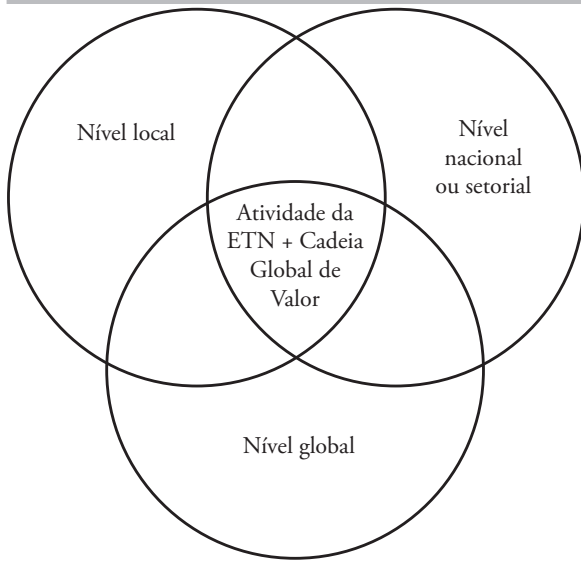 Nível local
Nível
nacional
ou setorial
Atividade da
ETN + Cadeia
Global de
Valor
Nível global